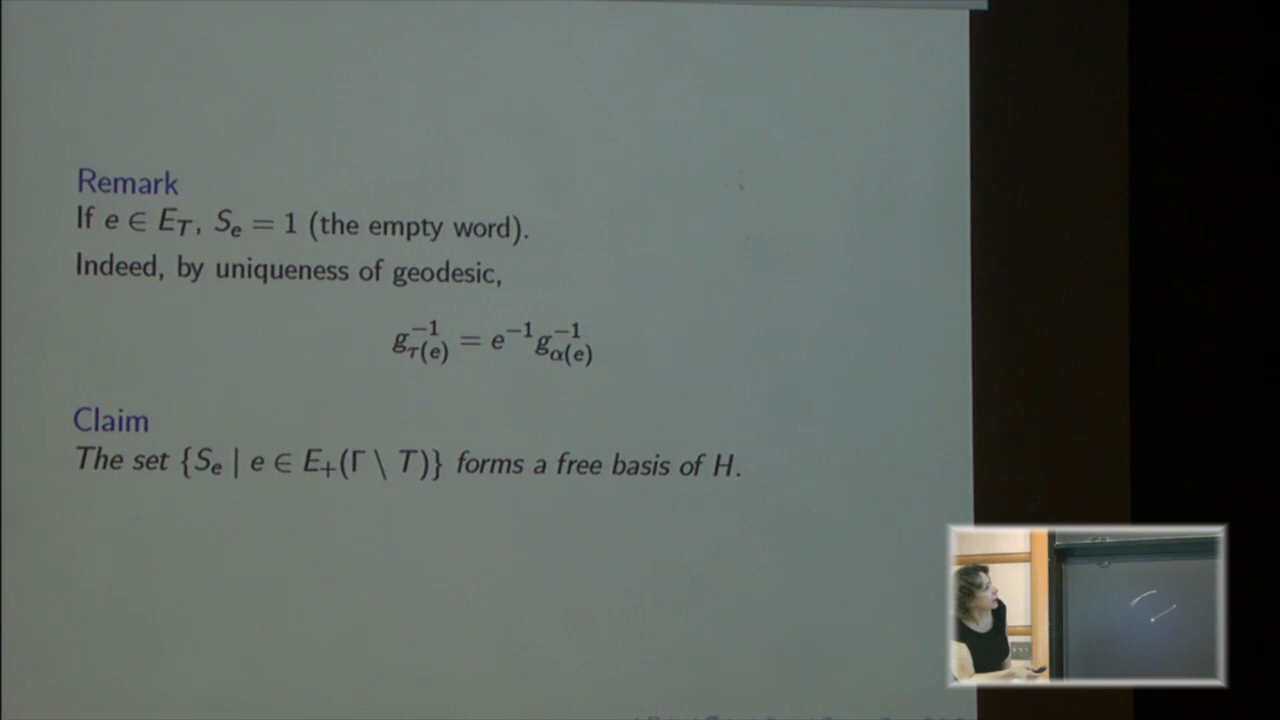 Remark
If e ∈ E_T, S_e = 1 (the empty word).
Indeed, by uniqueness of geodesic,
g_{τ(e)}^{-1} = e^{-1} g_{α(e)}^{-1}
Claim
The set {S_e | e ∈ E_+(Γ \ T)} forms a free basis of H.